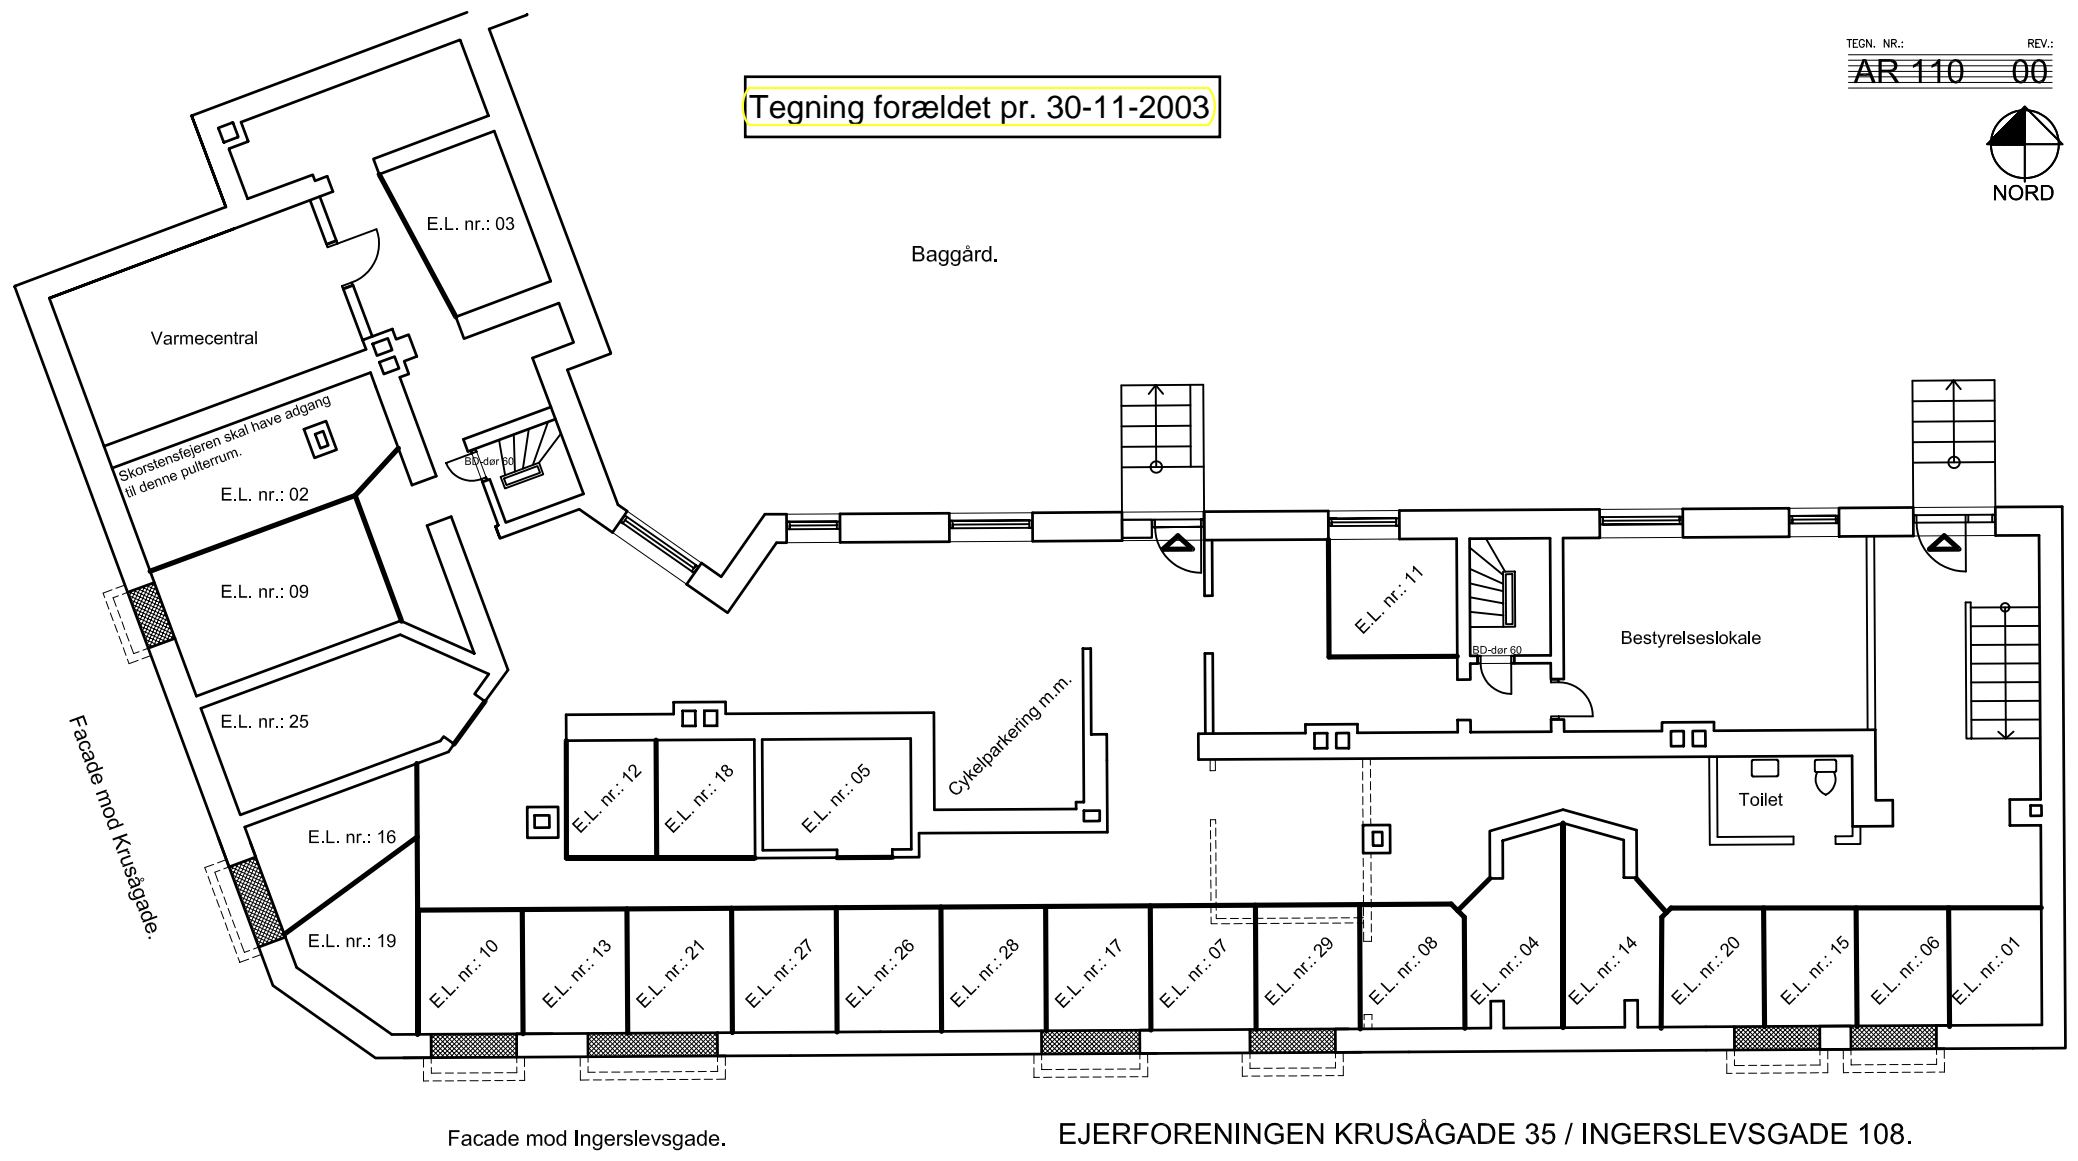 TEGN. NR.: REV.:
AR 110 00
NORD
Tegning forældet pr. 30-11-2003
Baggård.
E.L. nr.: 03
Varmecentral
Skorstensfejeren skal have adgang
til denne pulterrum.
E.L. nr.: 02
BD-dør 60
E.L. nr.: 09
E.L. nr.: 25
E.L. nr.: 16
E.L. nr.: 19
Facade mod Krusågade.
E.L. nr.: 12
E.L. nr.: 18
E.L. nr.: 05
Cykelparkering m.m.
E.L. nr.: 11
BD-dør 60
Bestyrelseslokale
Toilet
E.L. nr.: 10
E.L. nr.: 13
E.L. nr.: 21
E.L. nr.: 27
E.L. nr.: 26
E.L. nr.: 28
E.L. nr.: 17
E.L. nr.: 07
E.L. nr.: 29
E.L. nr.: 08
E.L. nr.: 04
E.L. nr.: 14
E.L. nr.: 20
E.L. nr.: 15
E.L. nr.: 06
E.L. nr.: 01
Facade mod Ingerslevsgade.
EJERFORENINGEN KRUSÅGADE 35 / INGERSLEVSGADE 108.